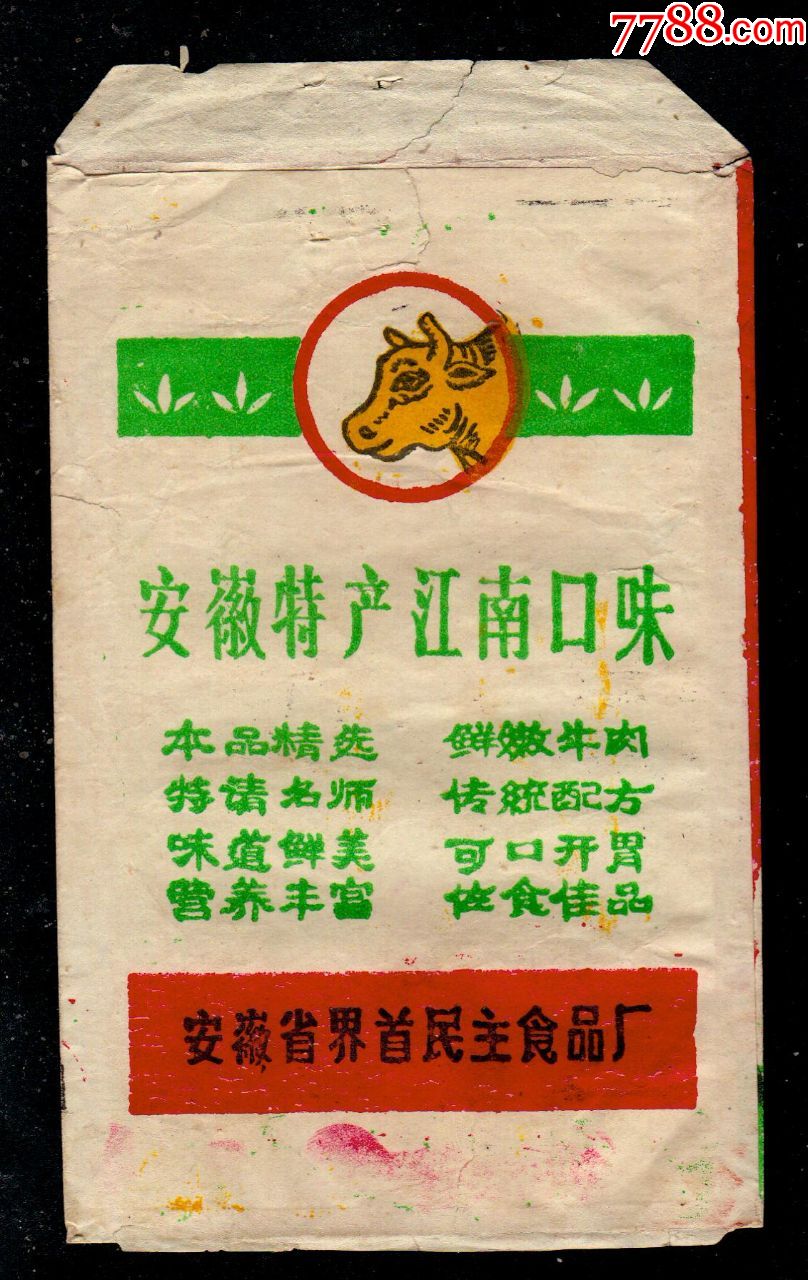 7788.com
安徽特产江南口味
本品精选 鲜嫩牛肉
特请名师 传统配方
味道鲜美 可口开胃
营养丰富 佐食佳品
安徽省界首民主食品厂